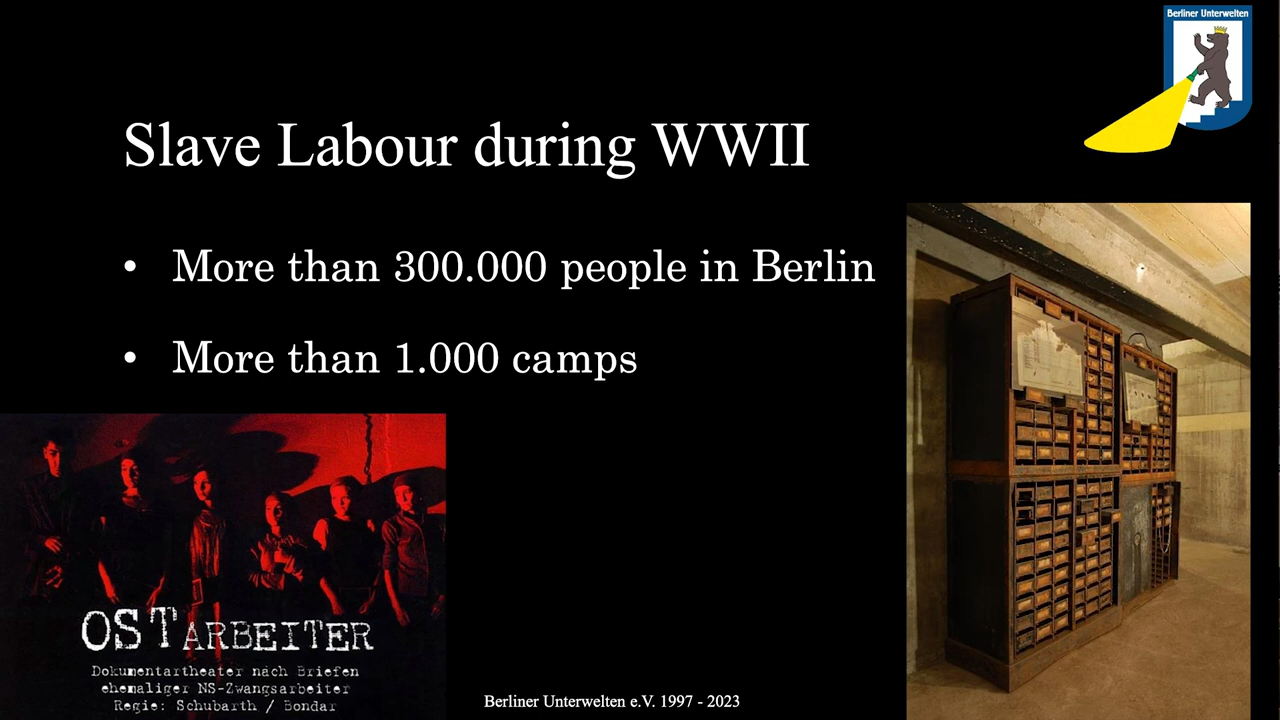 Berliner Unterwelten
Slave Labour during WWII
• More than 300.000 people in Berlin
• More than 1.000 camps
OSTARBEITER
Dokumentartheater nach Briefen
ehemaliger NS-Zwangsarbeiter
Regie: Schubarth / Bondar
Berliner Unterwelten e.V. 1997 - 2023